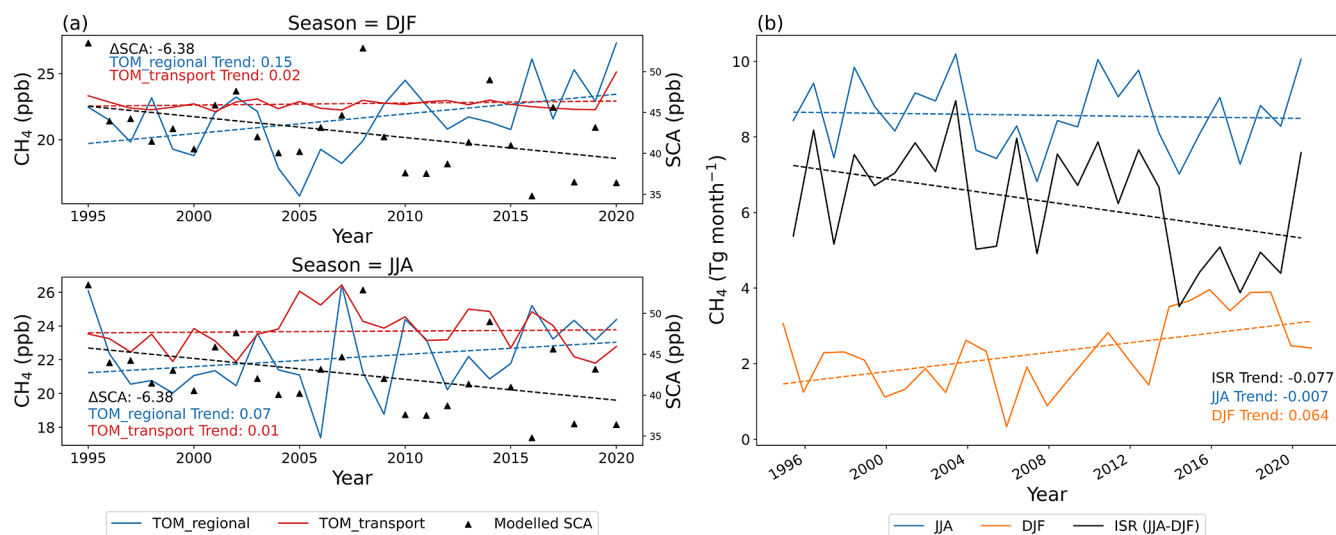 (a)
Season = DJF
ΔSCA: -6.38
TOM_regional Trend: 0.15
TOM_transport Trend: 0.02
25
20
CH₄ (ppb)
50
45
40
35
SCA (ppb)
1995 2000 2005 2010 2015 2020
Year
Season = JJA
26
24
22
20
18
CH₄ (ppb)
ΔSCA: -6.38
TOM_regional Trend: 0.07
TOM_transport Trend: 0.01
50
45
40
35
SCA (ppb)
1995 2000 2005 2010 2015 2020
Year
TOM_regional TOM_transport Modelled SCA
(b)
10
8
6
4
2
0
CH₄ (Tg month⁻¹)
ISR Trend: -0.077
JJA Trend: -0.007
DJF Trend: 0.064
1996 2000 2004 2008 2012 2016 2020
Year
JJA DJF ISR (JJA-DJF)